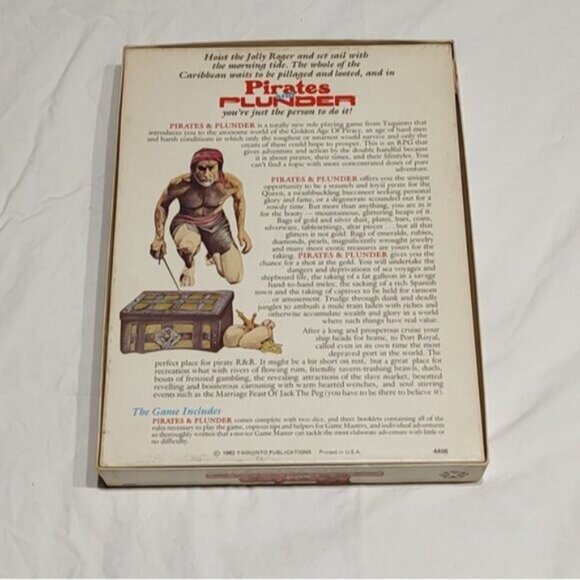 Hoist the Jolly Roger and set sail with
the morning tide. The whole of the
Caribbean waits to be pillaged and looted, and in
Pirates
AND
PLUNDER
you're just the person to do it!
PIRATES & PLUNDER is a totally new role playing game from Yaquinto that
introduces you to the awesome world of the Golden Age Of Piracy, an age of hard men
and harsh conditions in which only the toughest or smartest would survive and only the
cream of these could hope to prosper. This is an RPG that
gives adventure and action by the double handful because
it is about pirates, their times, and their lifestyles. You
can't find a topic with more concentrated doses of pure
adventure.
PIRATES & PLUNDER offers you the unique
opportunity to be a staunch and loyal pirate for the
Queen, a swashbuckling buccaneer seeking personal
glory and fame, or a degenerate scoundrel out for a
rowdy time. But more than anything, you are in it
for the booty — mountainous, glittering heaps of it.
Bags of gold and silver dust, plates, bars, coins,
silverware, tablesettings, altar pieces . . . but all that
glitters is not gold. Bags of emeralds, rubies,
diamonds, pearls, magnificently wrought jewelry
and many more exotic treasures are yours for the
taking. PIRATES & PLUNDER gives you the
chance for a shot at the gold. You will undertake the
dangers and deprivations of sea voyages and
shipboard life, the taking of a fat galleon in a savage
hand-to-hand melee, the sacking of a rich Spanish
town and the taking of captives to be held for ransom
. . . or amusement. Trudge through dank and deadly
jungles to ambush a mule train laden with riches and
otherwise accumulate wealth and glory in a world
where such things have real value.
After a long and prosperous cruise your
ship heads for home, to Port Royal,
called even in its own time the most
depraved port in the world. The
perfect place for pirate R&R. It might be a bit short on rest, but a great place for
recreation what with rivers of flowing rum, friendly tavern-trashing brawls, duels,
bouts of frenzied gambling, the revealing attractions of the slave market, besotted
revelling and boisterous carousing with warm hearted wenches, and soul stirring
events such as the Marriage Feast Of Jack The Peg (you have to be there to believe it).
The Game Includes
PIRATES & PLUNDER comes complete with two dice, and three booklets containing all of the
rules necessary to play the game, copious tips and helpers for Game Masters, and individual adventures
so thoroughly written that a novice Game Master can tackle the most elaborate adventure with little or
no difficulty.
© 1982 YAQUINTO PUBLICATIONS Printed in U.S.A. 4406